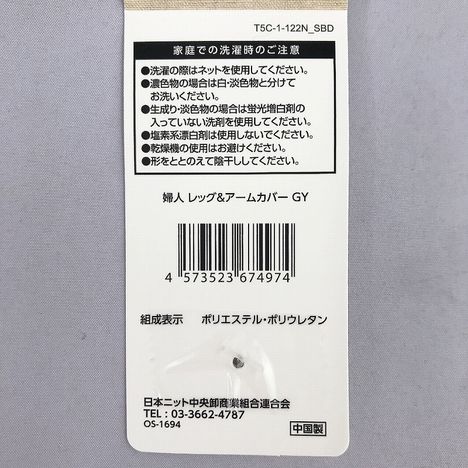 T5C-1-122N_SBD
家庭での洗濯時のご注意
●洗濯の際はネットを使用してください。
●濃色物の場合は白・淡色物と分けて
お洗いください。
●生成り・淡色物の場合は蛍光増白剤の
入っていない洗剤を使用してください。
●塩素系漂白剤は使用しないでください。
●乾燥機の使用はお避けください。
●形をととのえて陰干ししてください。
婦人 レッグ&アームカバー GY
4 573523 674974
組成表示 ポリエステル・ポリウレタン
日本ニット中央卸商業組合連合会
TEL : 03-3662-4787
OS-1694
中国製